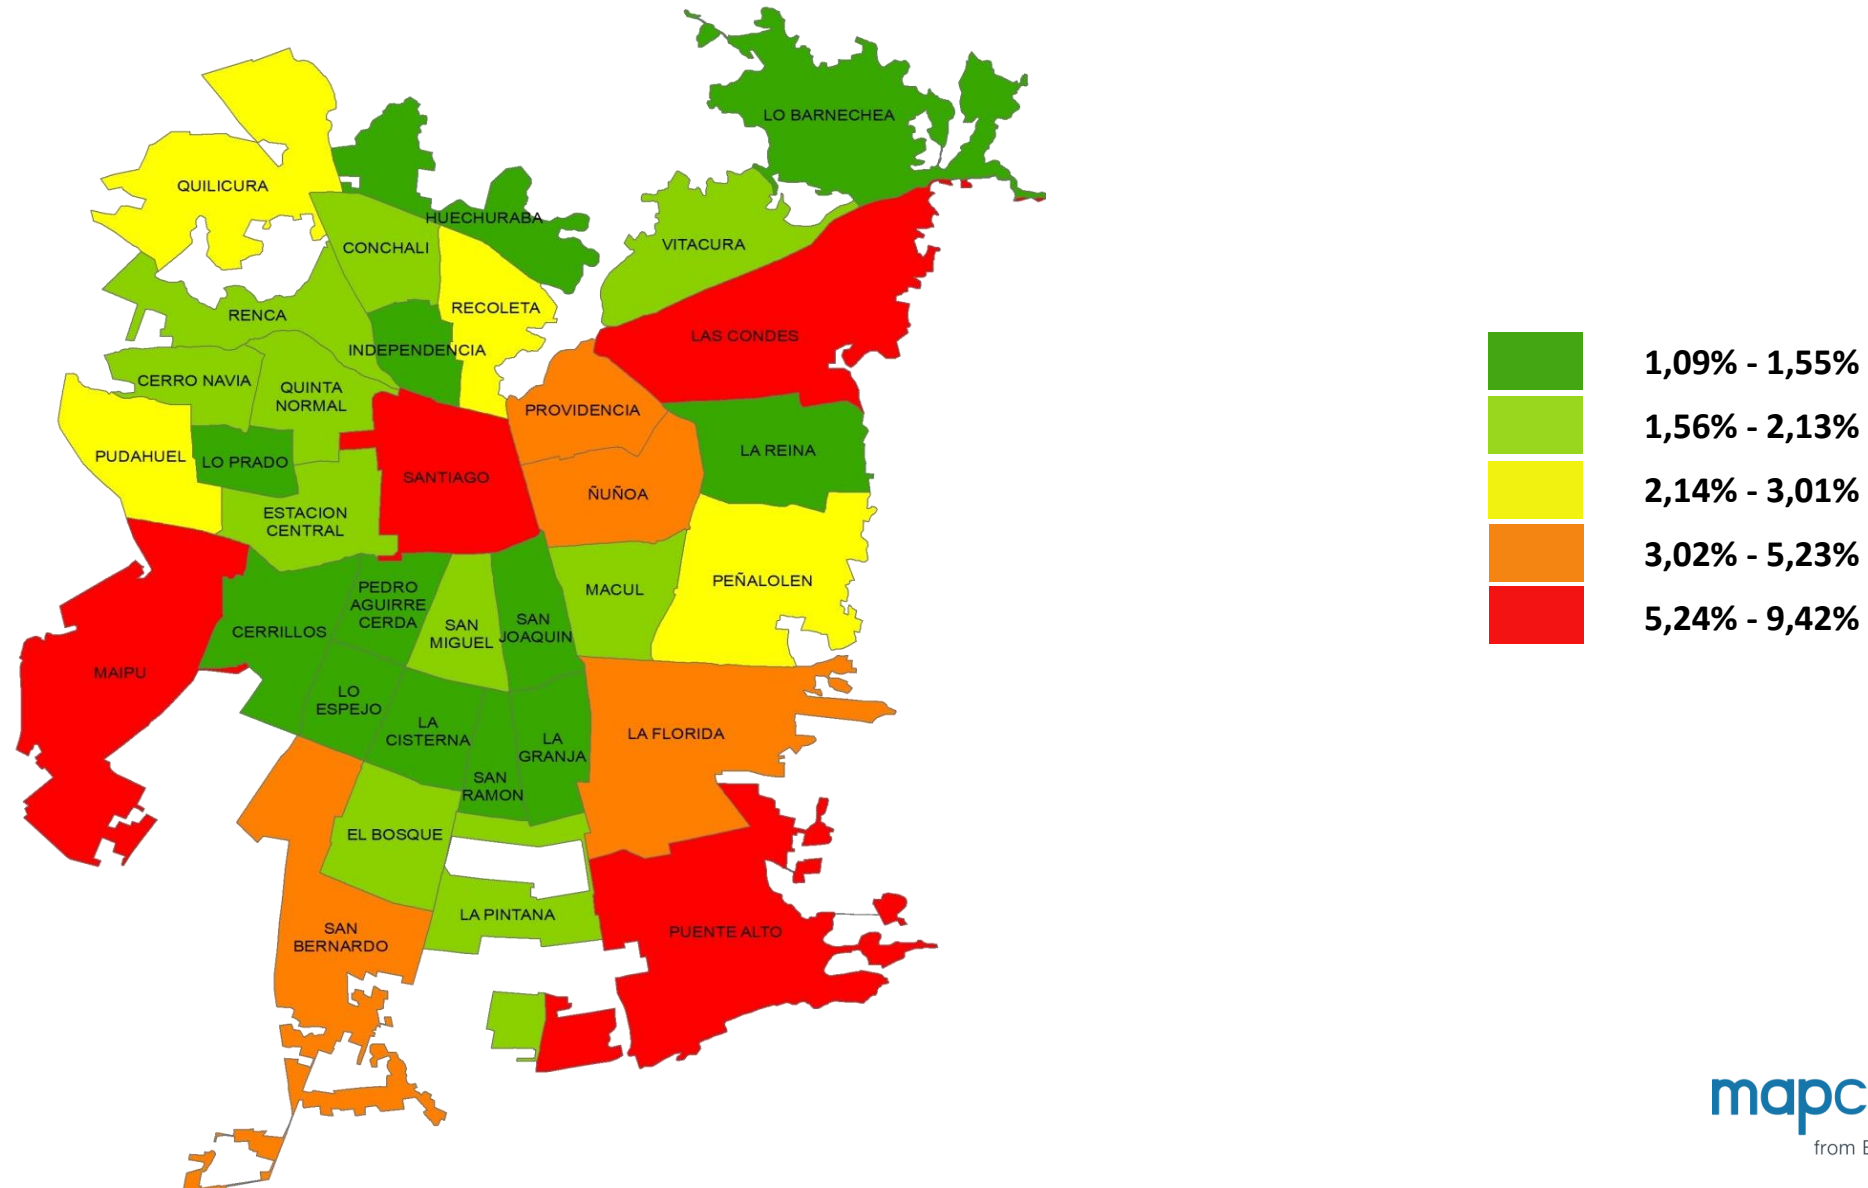 LO BARNECHEA
QUILICURA
HUECHURABA
CONCHALI
VITACURA
RECOLETA
RENCA
LAS CONDES
INDEPENDENCIA
CERRO NAVIA
QUINTA
NORMAL
PROVIDENCIA
LA REINA
PUDAHUEL
LO PRADO
SANTIAGO
ÑUÑOA
ESTACION
CENTRAL
PEÑALOLEN
MACUL
PEDRO
AGUIRRE
CERDA
SAN
MIGUEL
SAN
JOAQUIN
CERRILLOS
MAIPU
LO
ESPEJO
LA
CISTERNA
LA
GRANJA
LA FLORIDA
SAN
RAMON
EL BOSQUE
LA PINTANA
SAN
BERNARDO
PUENTE ALTO
1,09% - 1,55%
1,56% - 2,13%
2,14% - 3,01%
3,02% - 5,23%
5,24% - 9,42%
mapc
from E